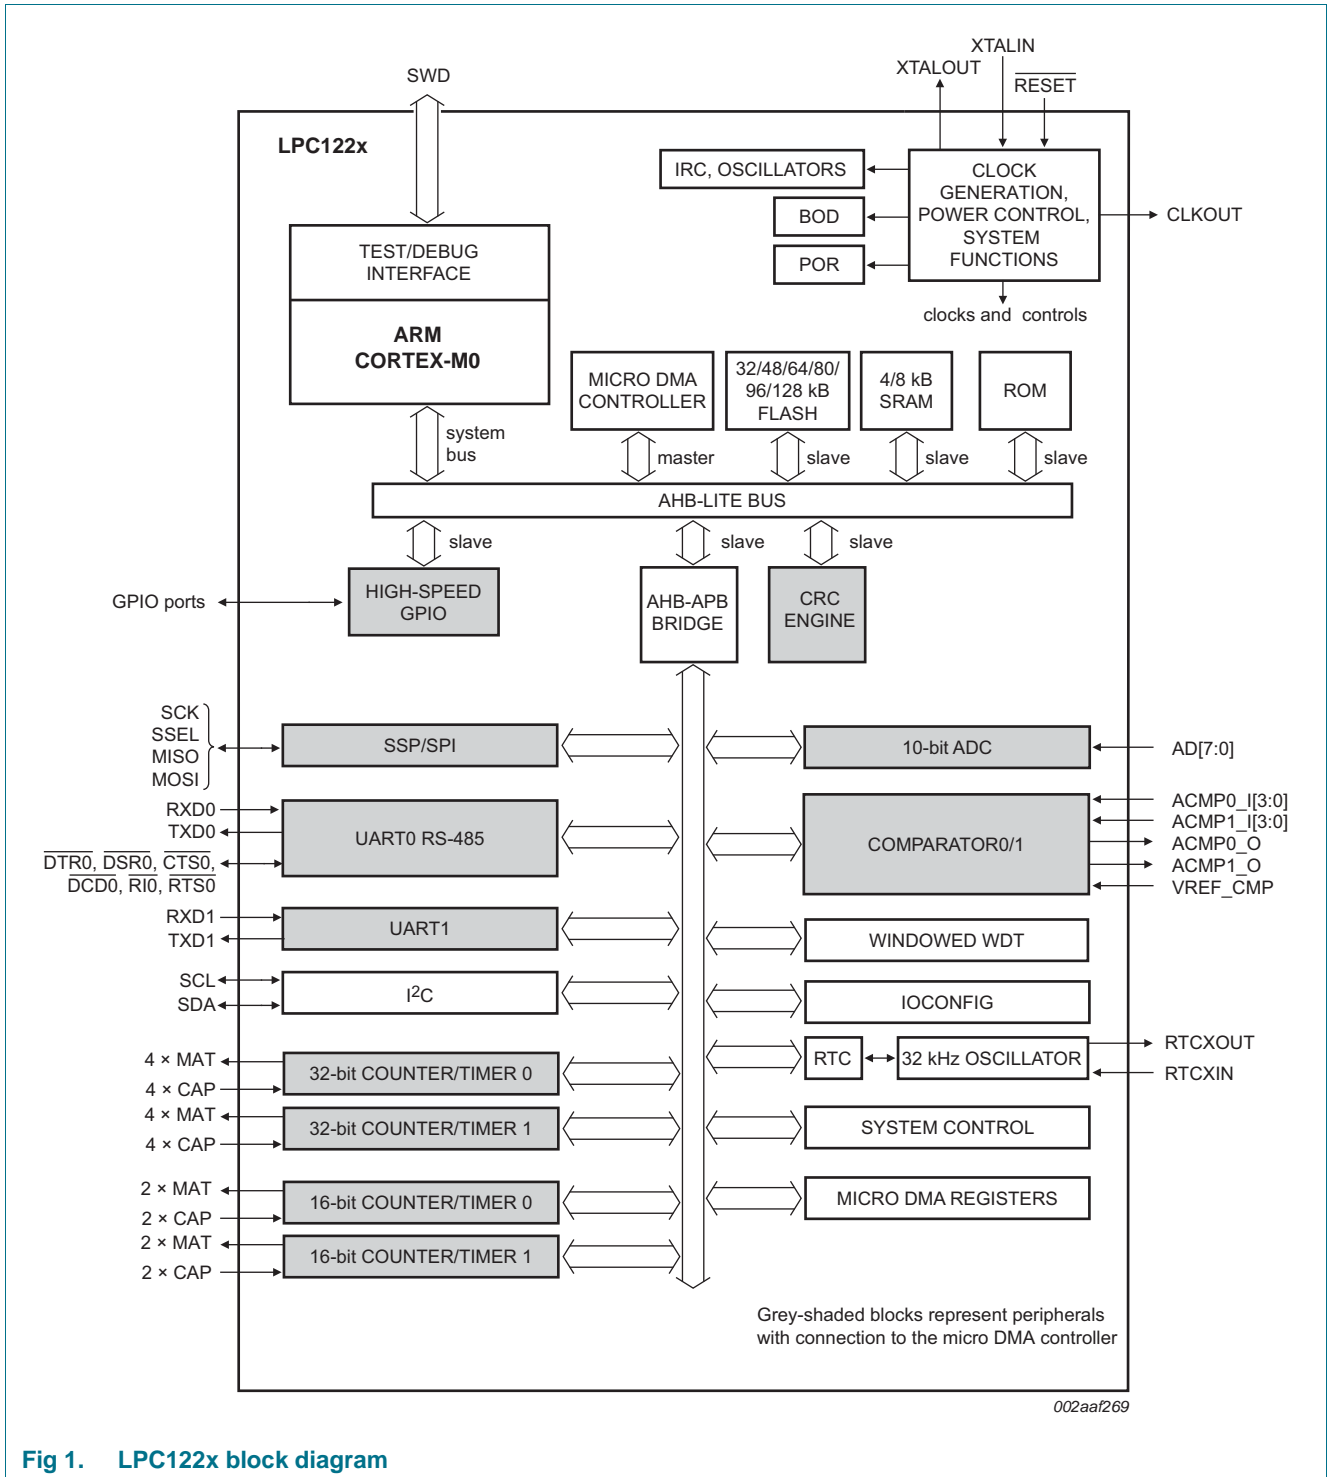 XTALIN
XTALOUT
SWD
RESET
LPC122x
IRC, OSCILLATORS
BOD
POR
CLOCK
GENERATION,
POWER CONTROL,
SYSTEM
FUNCTIONS
CLKOUT
clocks and controls
TEST/DEBUG
INTERFACE
ARM
CORTEX-M0
MICRO DMA
CONTROLLER
32/48/64/80/
96/128 kB
FLASH
4/8 kB
SRAM
ROM
system
bus
master
slave
slave
slave
AHB-LITE BUS
slave
slave
slave
GPIO ports
HIGH-SPEED
GPIO
AHB-APB
BRIDGE
CRC
ENGINE
SCK
SSEL
MISO
MOSI
SSP/SPI
10-bit ADC
AD[7:0]
RXD0
TXD0
DTR0, DSR0, CTS0,
DCD0, RI0, RTS0
UART0 RS-485
COMPARATOR0/1
ACMP0_I[3:0]
ACMP1_I[3:0]
ACMP0_O
ACMP1_O
VREF_CMP
RXD1
TXD1
UART1
WINDOWED WDT
SCL
SDA
I2C
IOCONFIG
4 × MAT
4 × CAP
32-bit COUNTER/TIMER 0
RTC
32 kHz OSCILLATOR
RTCXOUT
RTCXIN
4 × MAT
4 × CAP
32-bit COUNTER/TIMER 1
SYSTEM CONTROL
2 × MAT
2 × CAP
16-bit COUNTER/TIMER 0
MICRO DMA REGISTERS
2 × MAT
2 × CAP
16-bit COUNTER/TIMER 1
Grey-shaded blocks represent peripherals
with connection to the micro DMA controller
002aaf269
Fig 1. LPC122x block diagram